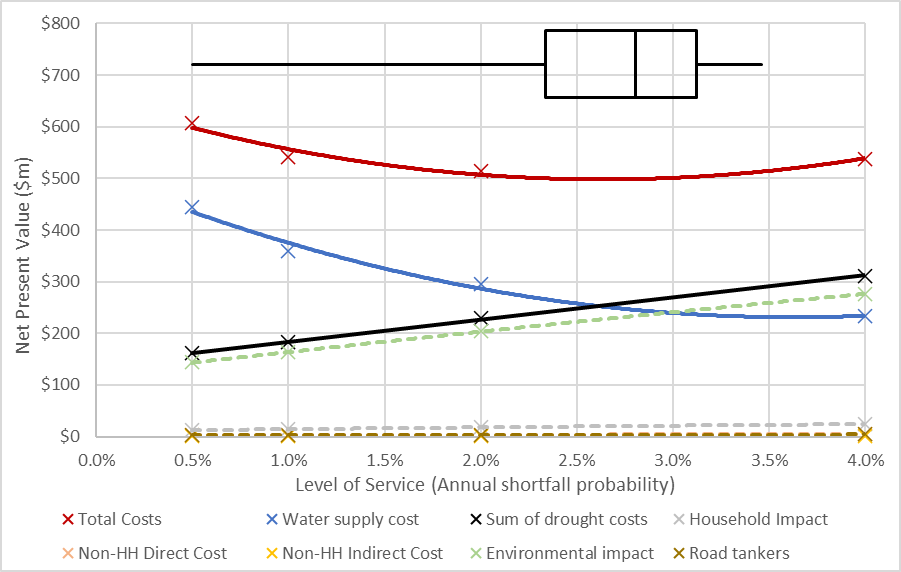 $800
$700
$600
$500
$400
$300
$200
$100
$0
Net Present Value ($m)
0.0% 0.5% 1.0% 1.5% 2.0% 2.5% 3.0% 3.5% 4.0%
Level of Service (Annual shortfall probability)
Total Costs Water supply cost Sum of drought costs Household Impact
Non-HH Direct Cost Non-HH Indirect Cost Environmental impact Road tankers